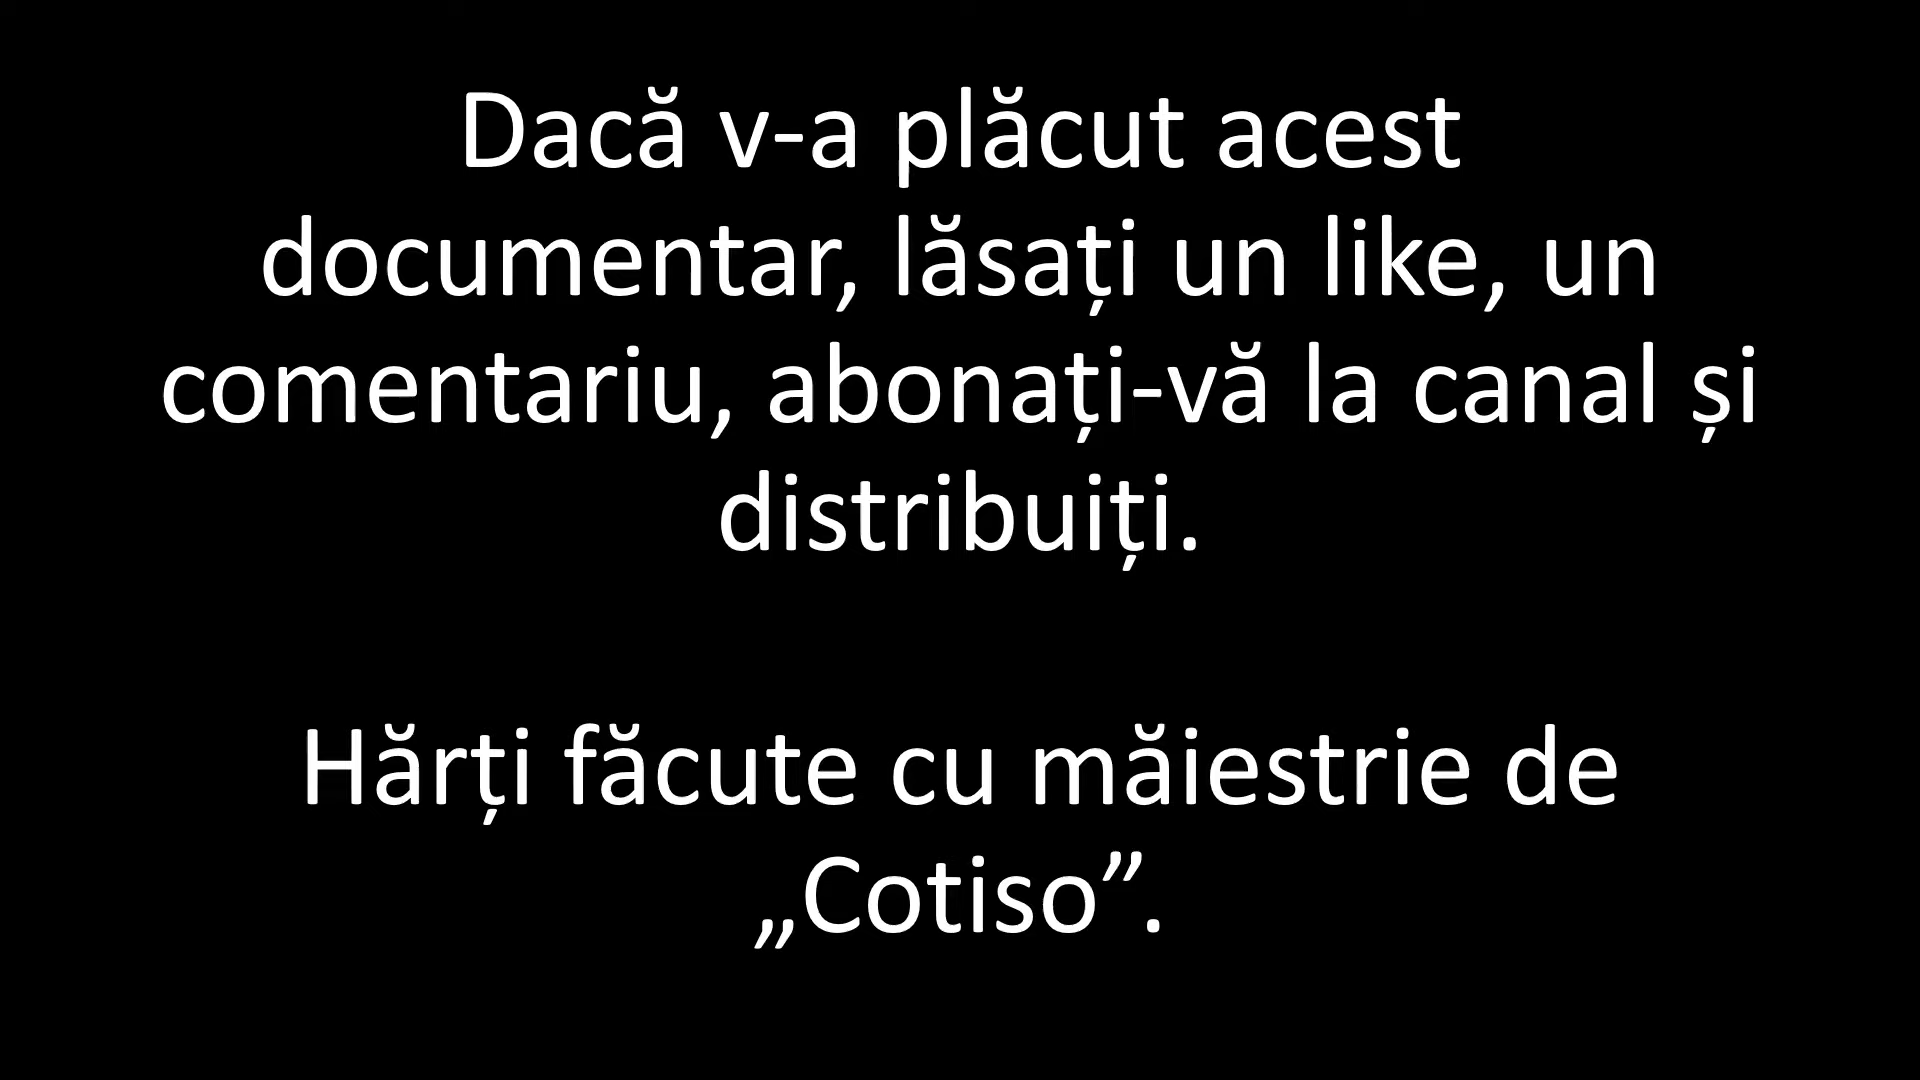 Dacă v-a plăcut acest
documentar, lăsați un like, un
comentariu, abonați-vă la canal și
distribuiți.
Hărți făcute cu măiestrie de
„Cotiso”.